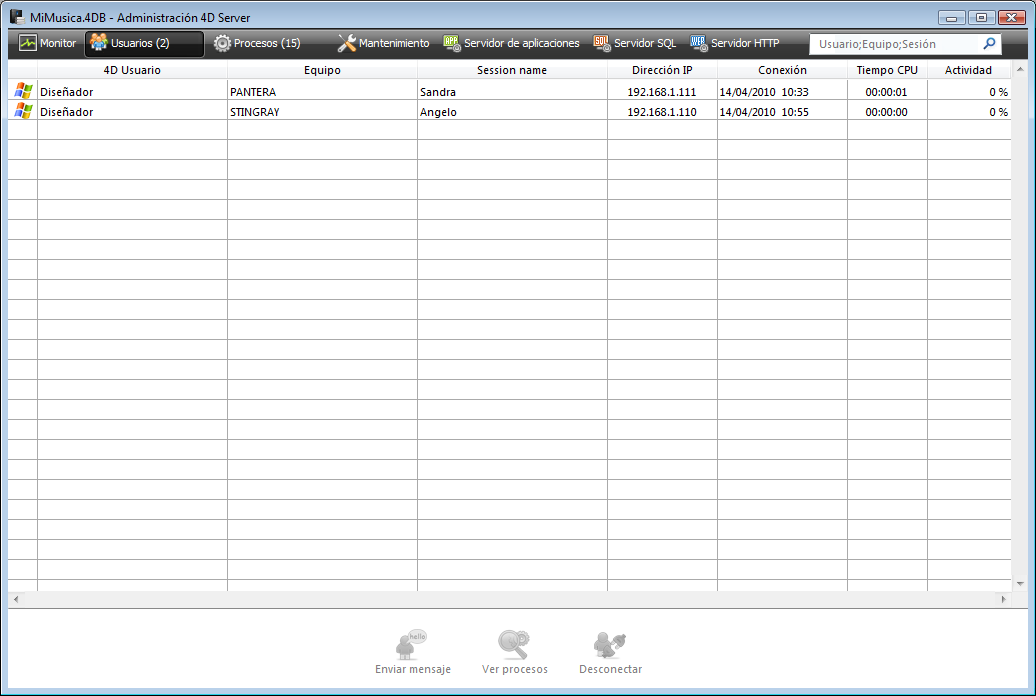 MiMusica.4DB - Administración 4D Server
Monitor Usuarios (2) Procesos (15) Mantenimiento APP Servidor de aplicaciones SQL Servidor SQL WEB Servidor HTTP Usuario;Equipo;Sesión
4D Usuario Equipo Session name Dirección IP Conexión Tiempo CPU Actividad
Diseñador PANTERA Sandra 192.168.1.111 14/04/2010 10:33 00:00:01 0 %
Diseñador STINGRAY Angelo 192.168.1.110 14/04/2010 10:55 00:00:00 0 %
hello
Enviar mensaje Ver procesos Desconectar